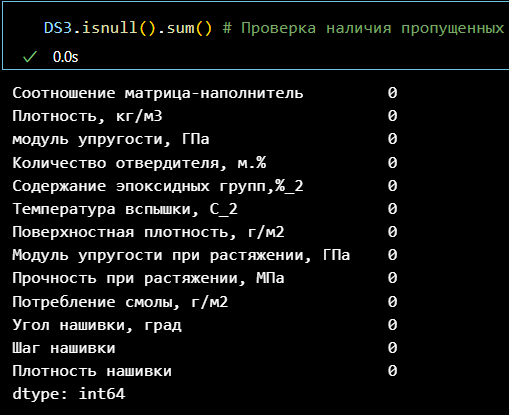 DS3.isnull().sum() # Проверка наличия пропущенных
0.0s
Соотношение матрица-наполнитель 0
Плотность, кг/м3 0
модуль упругости, ГПа 0
Количество отвердителя, м.% 0
Содержание эпоксидных групп,%_2 0
Температура вспышки, С_2 0
Поверхностная плотность, г/м2 0
Модуль упругости при растяжении, ГПа 0
Прочность при растяжении, МПа 0
Потребление смолы, г/м2 0
Угол нашивки, град 0
Шаг нашивки 0
Плотность нашивки 0
dtype: int64